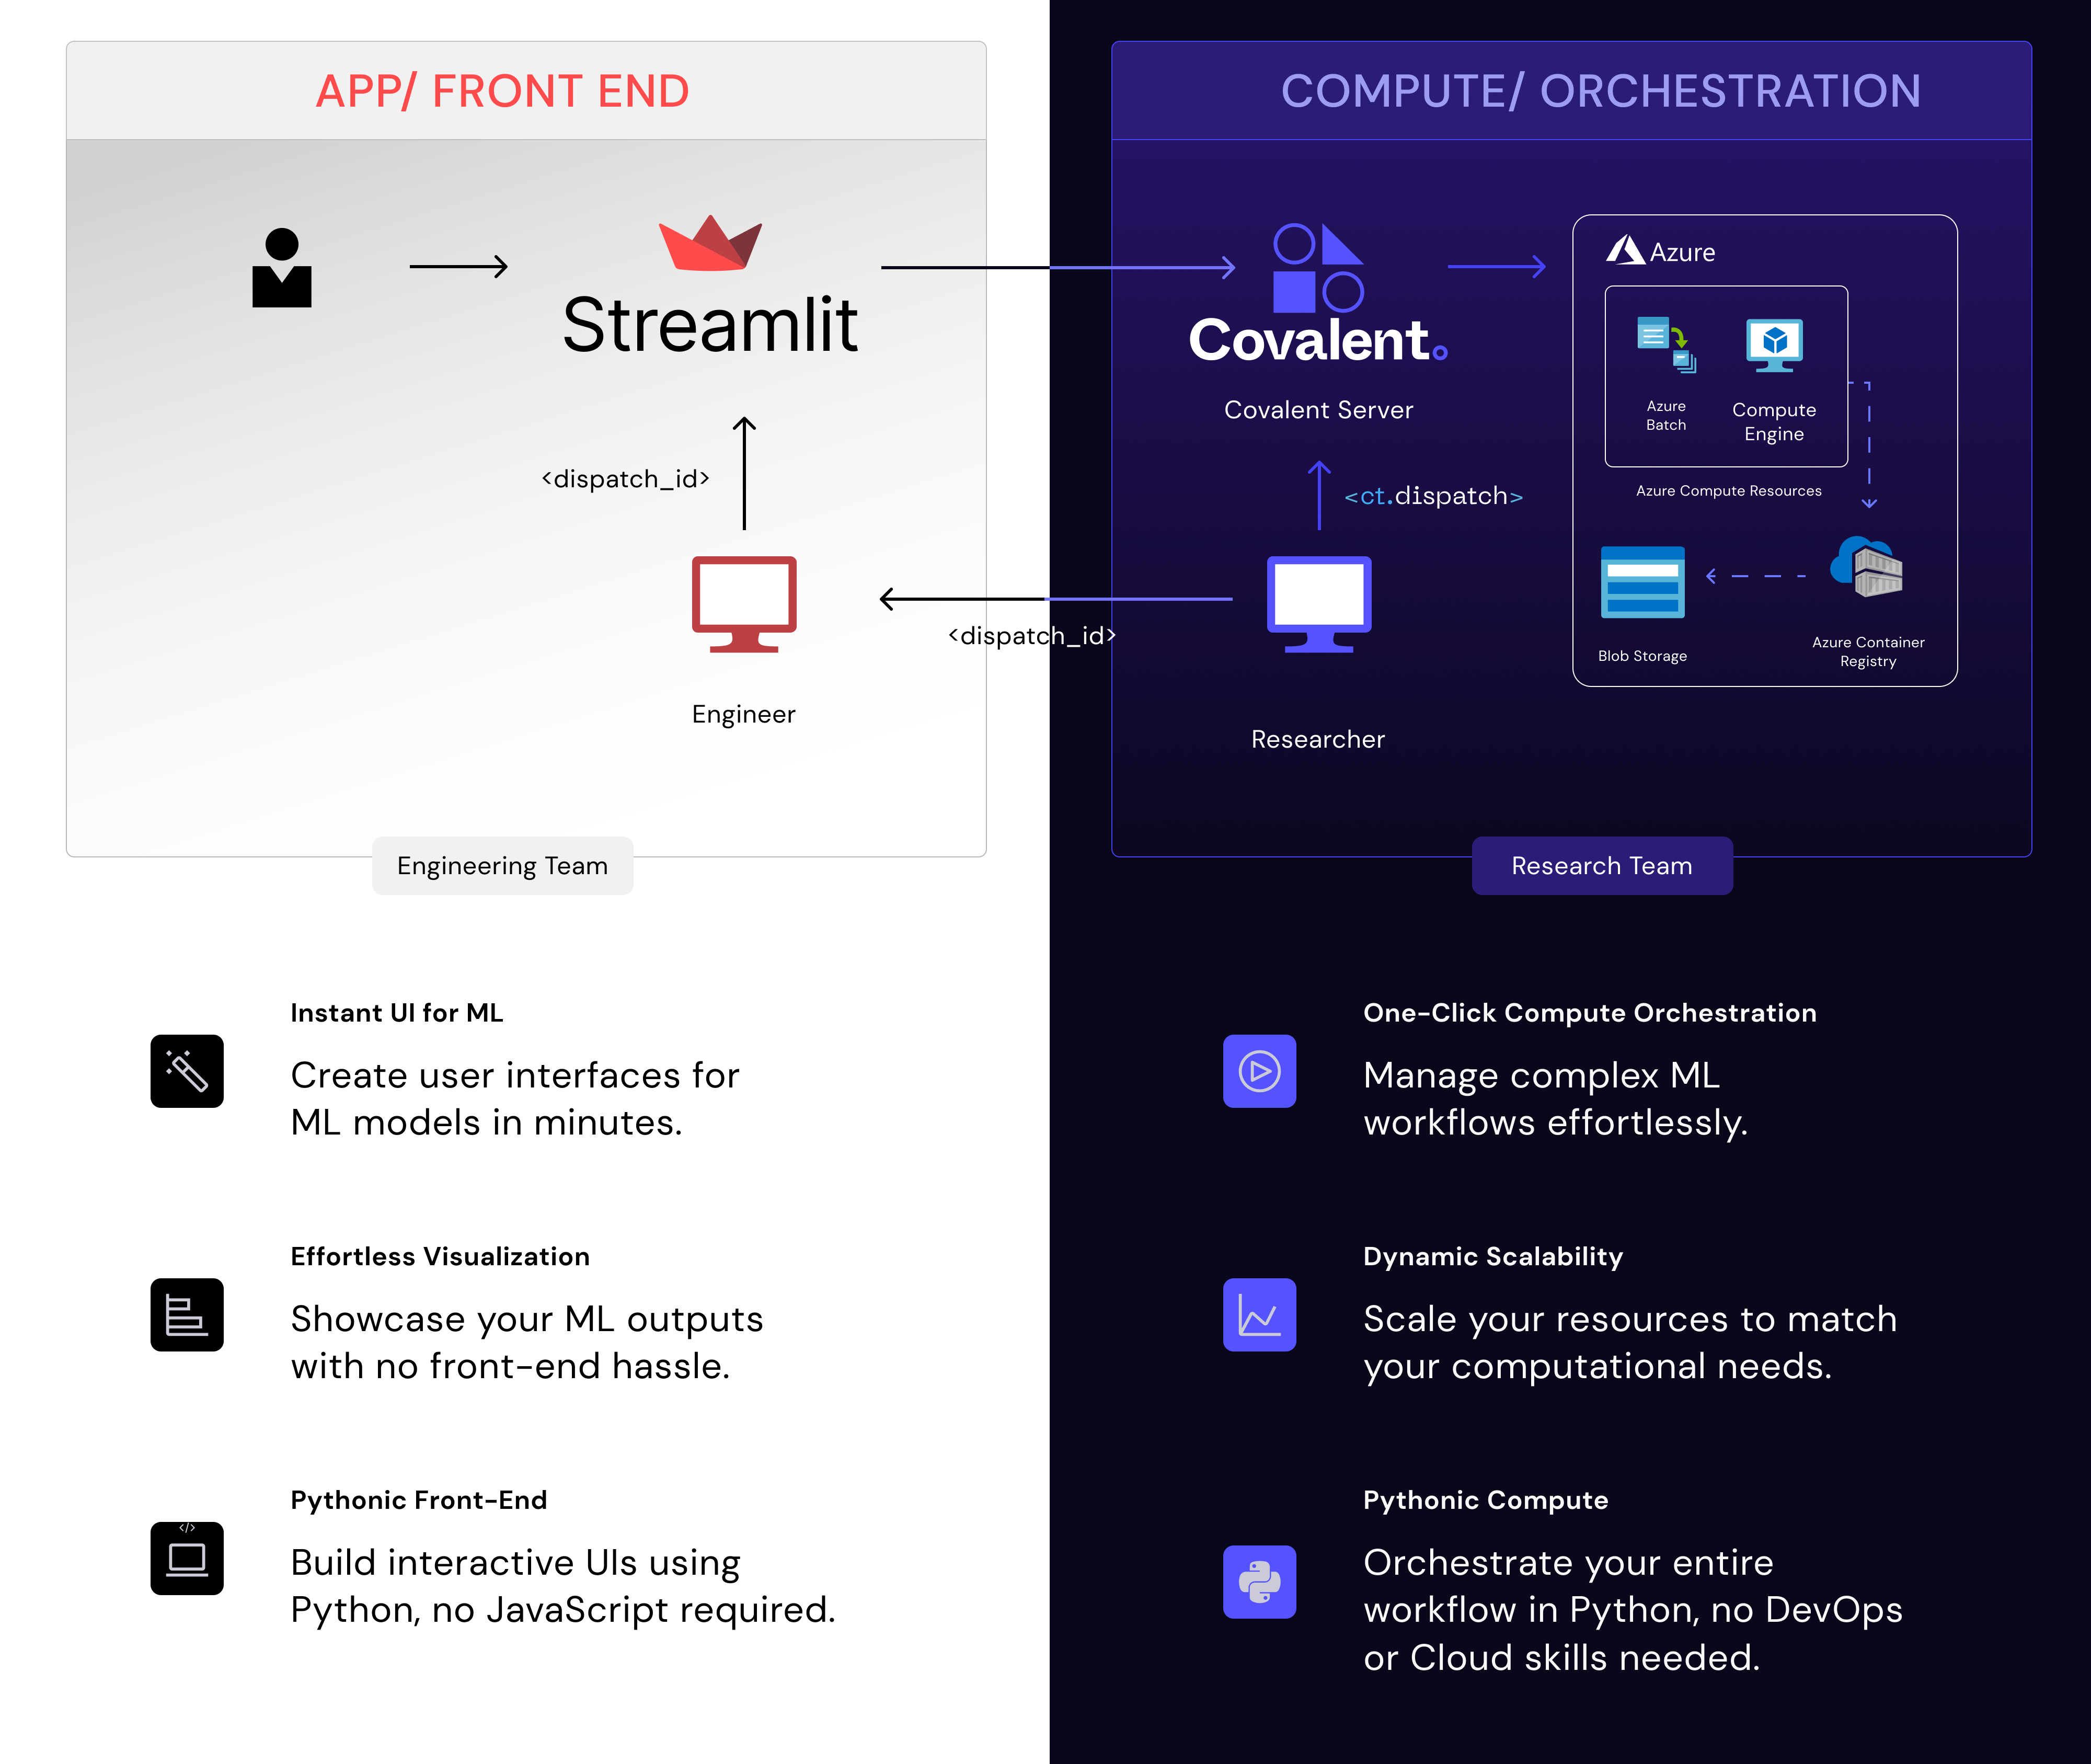 APP/ FRONT END
Streamlit
<dispatch_id>
<dispatch_id>
Engineer
Engineering Team
COMPUTE/ ORCHESTRATION
Covalent
Covalent Server
<ct.dispatch>
Researcher
Azure
Azure
Batch
Compute
Engine
Azure Compute Resources
Blob Storage
Azure Container
Registry
Research Team
Instant UI for ML
Create user interfaces for
ML models in minutes.
Effortless Visualization
Showcase your ML outputs
with no front-end hassle.
</>
Pythonic Front-End
Build interactive UIs using
Python, no JavaScript required.
One-Click Compute Orchestration
Manage complex ML
workflows effortlessly.
Dynamic Scalability
Scale your resources to match
your computational needs.
Pythonic Compute
Orchestrate your entire
workflow in Python, no DevOps
or Cloud skills needed.